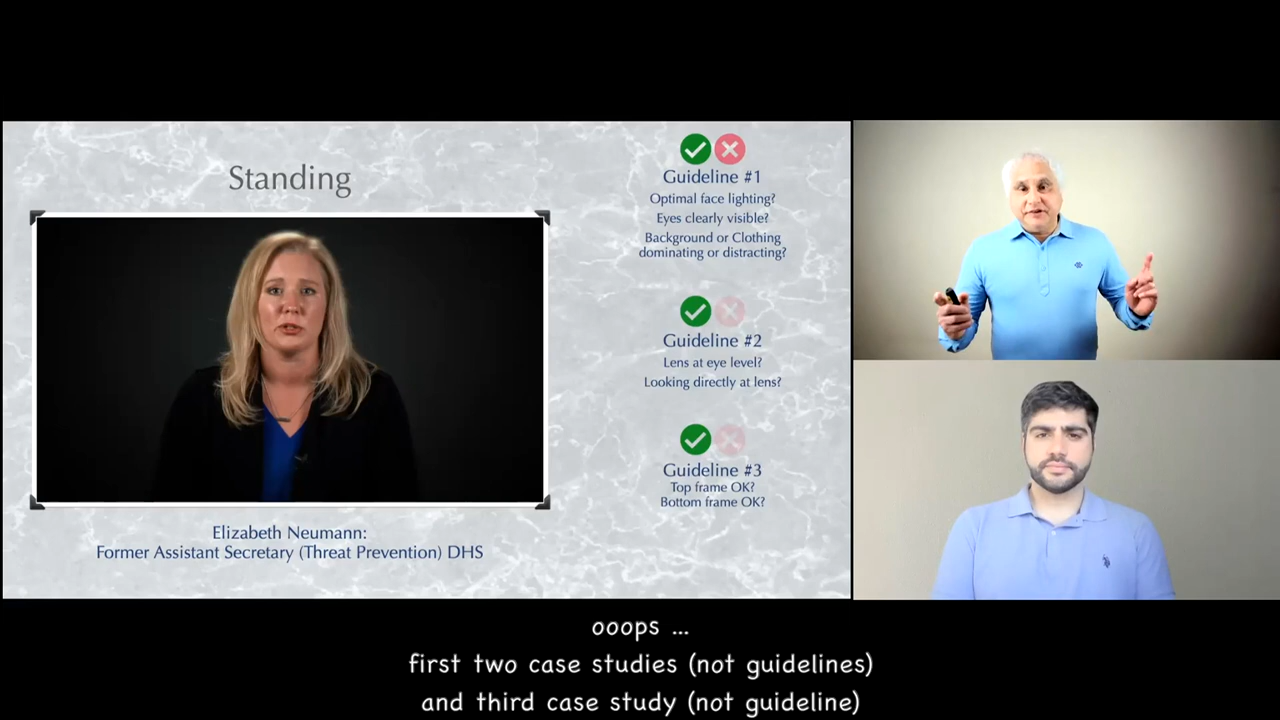 Standing
Elizabeth Neumann:
Former Assistant Secretary (Threat Prevention) DHS
Guideline #1
Optimal face lighting?
Eyes clearly visible?
Background or Clothing
dominating or distracting?
Guideline #2
Lens at eye level?
Looking directly at lens?
Guideline #3
Top frame OK?
Bottom frame OK?
ooops ...
first two case studies (not guidelines)
and third case study (not guideline)